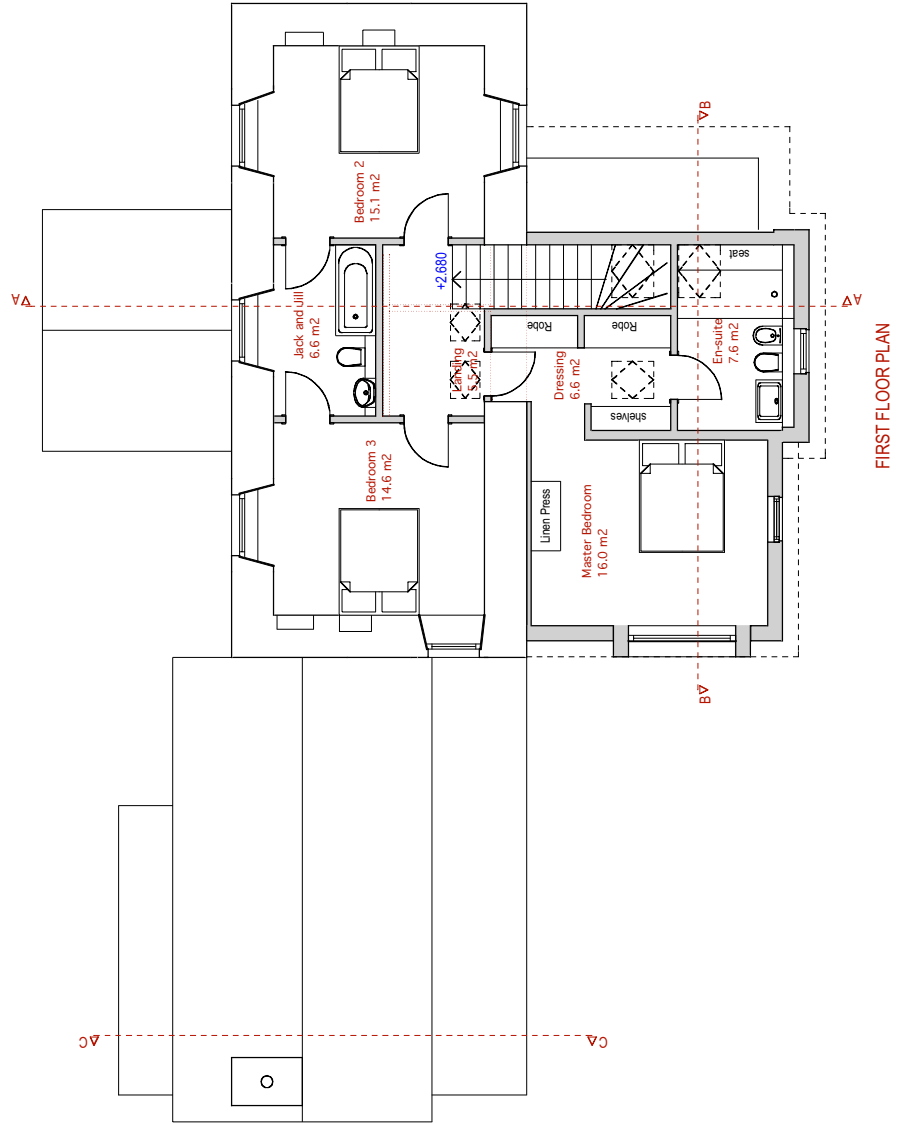 Bedroom 2
15.1 m2
Jack and Jill
6.6 m2
+2.680
Landing
5.5 m2
Bedroom 3
14.6 m2
Robe
Robe
Dressing
6.6 m2
shelves
seat
En-suite
7.6 m2
Linen Press
Master Bedroom
16.0 m2
A
A
B
B
C
C
FIRST FLOOR PLAN